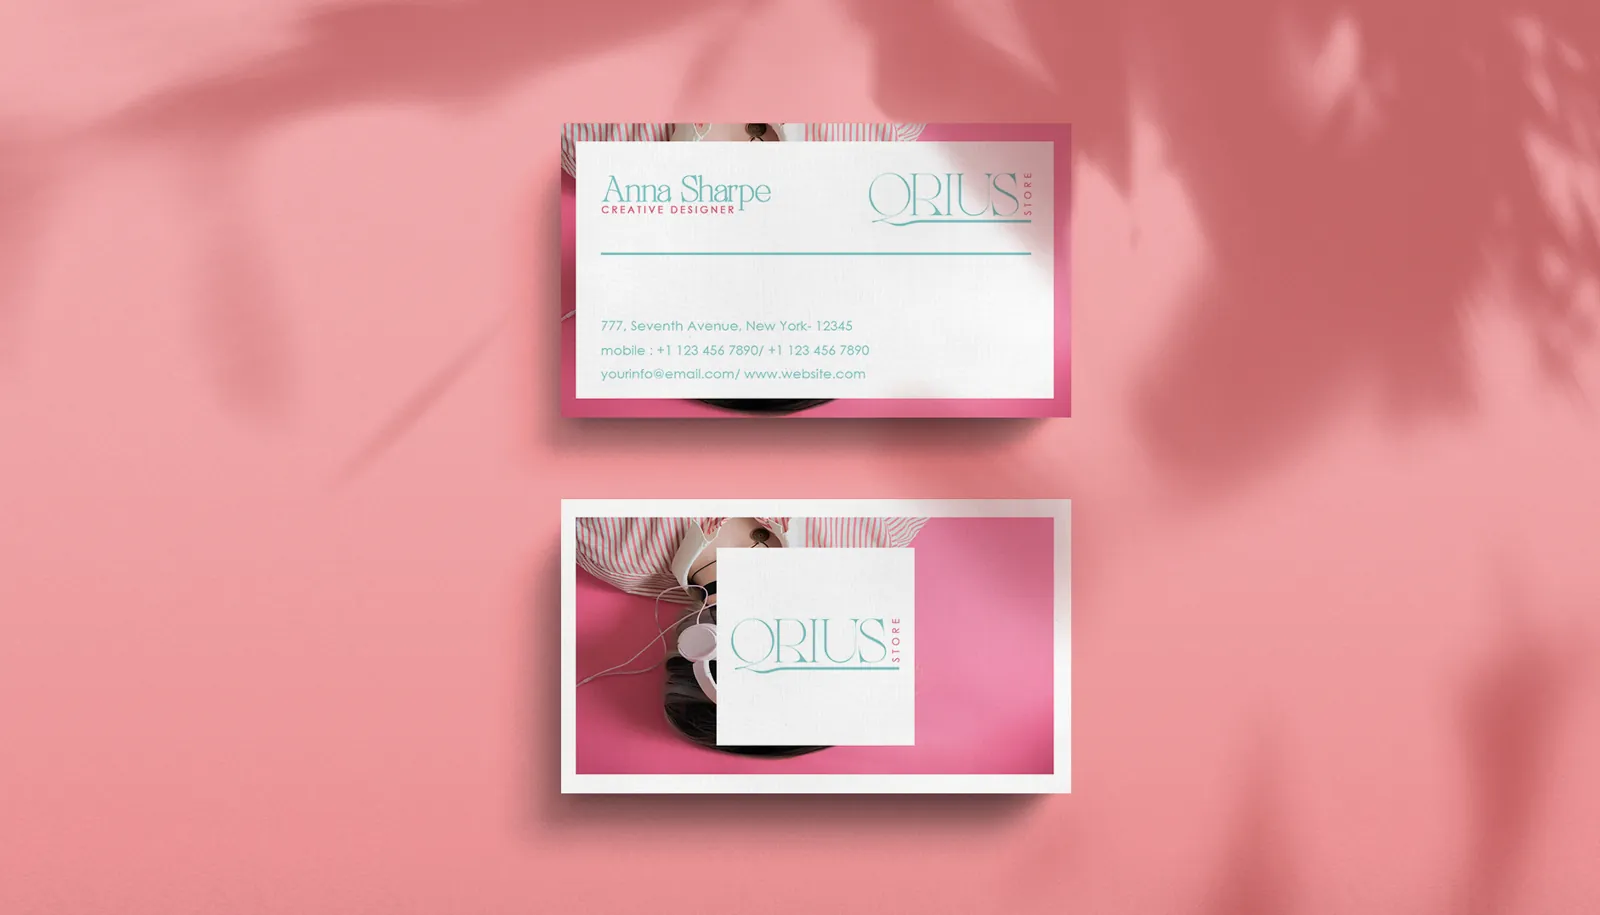 Anna Sharpe
CREATIVE DESIGNER
QRIUS STORE
777, Seventh Avenue, New York- 12345
mobile : +1 123 456 7890/ +1 123 456 7890
yourinfo@email.com/ www.website.com
QRIUS STORE